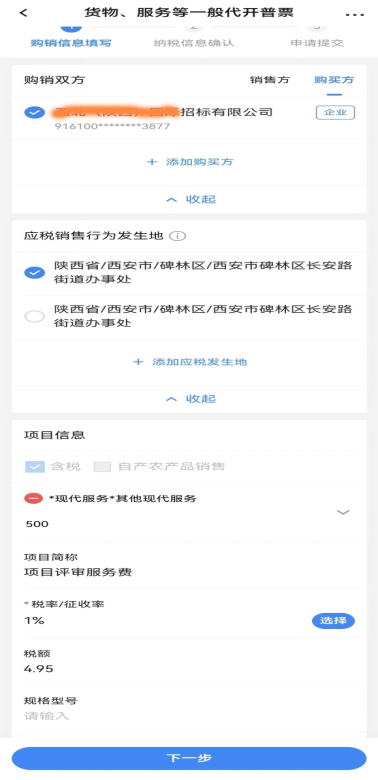 货物、服务等一般代开普票
1
2
3
购销信息填写
纳税信息确认
申请提交
购销双方
销售方
购买方
招标有限公司
企业
916100********3877
+ 添加购买方
收起
应税销售行为发生地
陕西省/西安市/碑林区/西安市碑林区长安路
街道办事处
陕西省/西安市/碑林区/西安市碑林区长安路
街道办事处
+ 添加应税发生地
收起
项目信息
含税
自产农产品销售
*现代服务*其他现代服务
500
项目简称
项目评审服务费
*税率/征收率
1%
选择
税额
4.95
规格型号
请输入
下一步